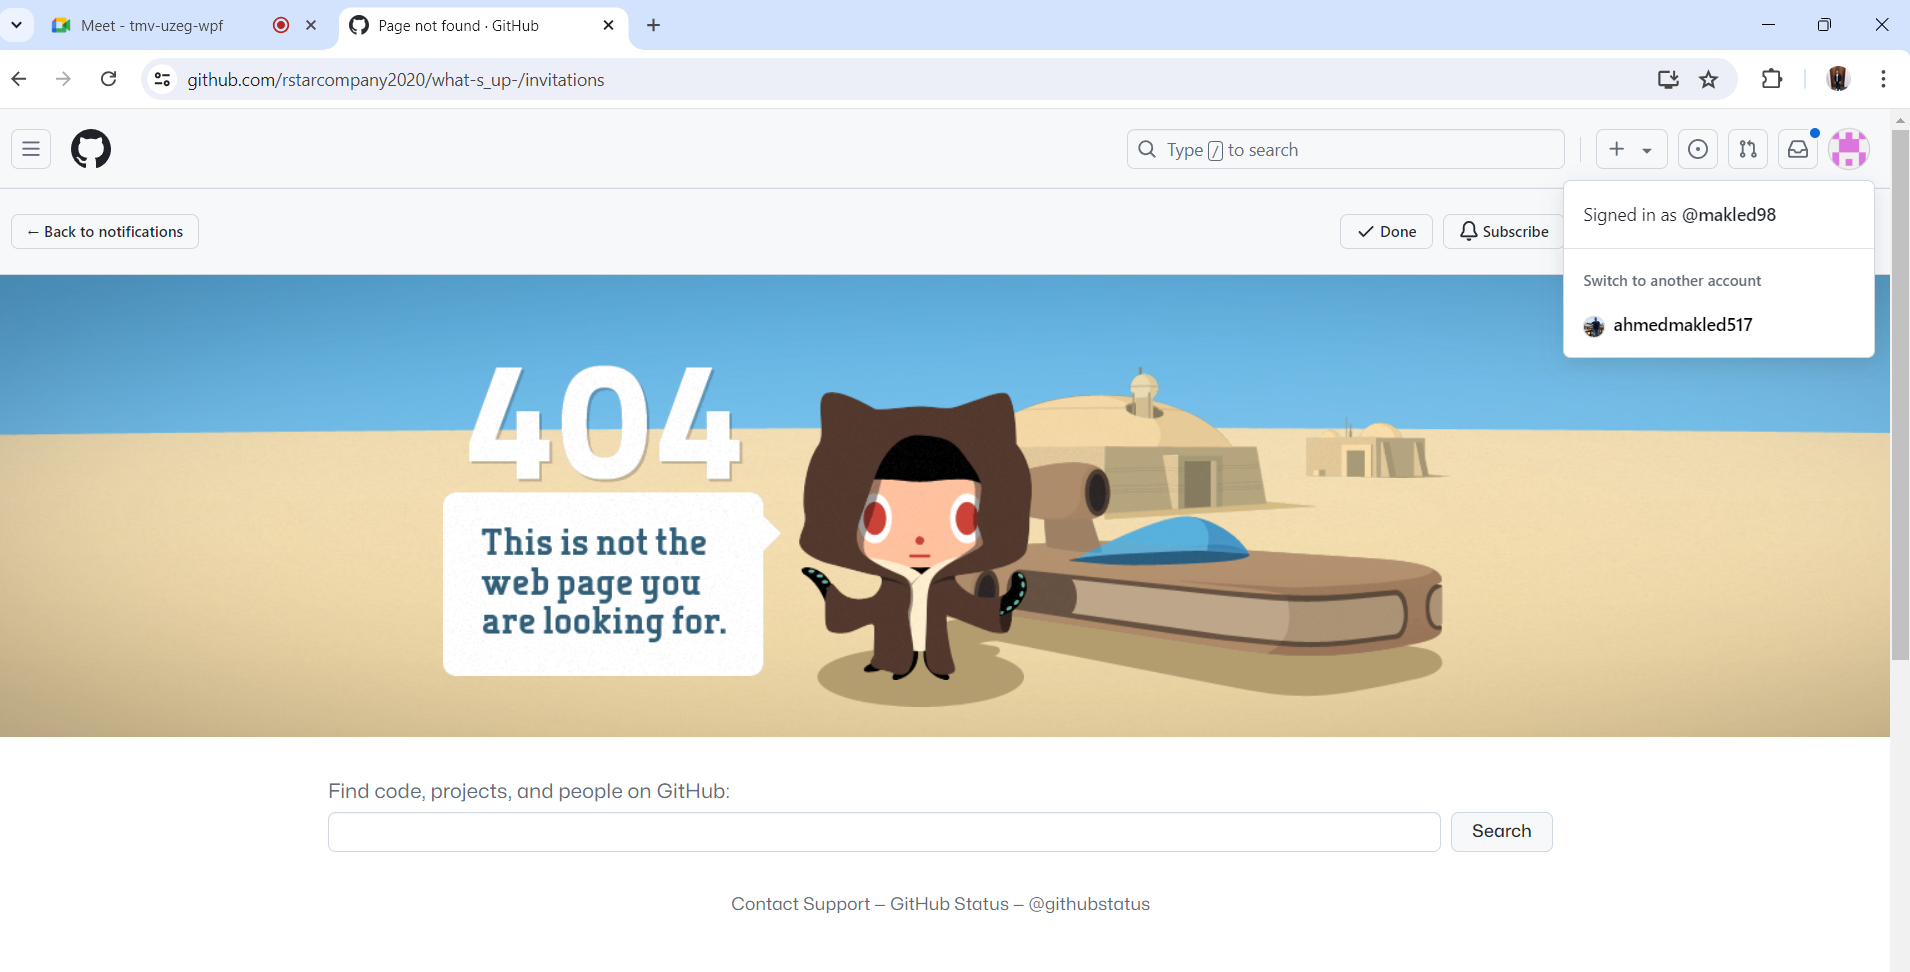 Meet - tmv-uzeg-wpf
Page not found · GitHub
github.com/rstarcompany2020/what-s_up-/invitations
Type / to search
Signed in as @makled98
Switch to another account
ahmedmakled517
← Back to notifications
Done
Subscribe
404
This is not the
web page you
are looking for.
Find code, projects, and people on GitHub:
Search
Contact Support — GitHub Status — @githubstatus